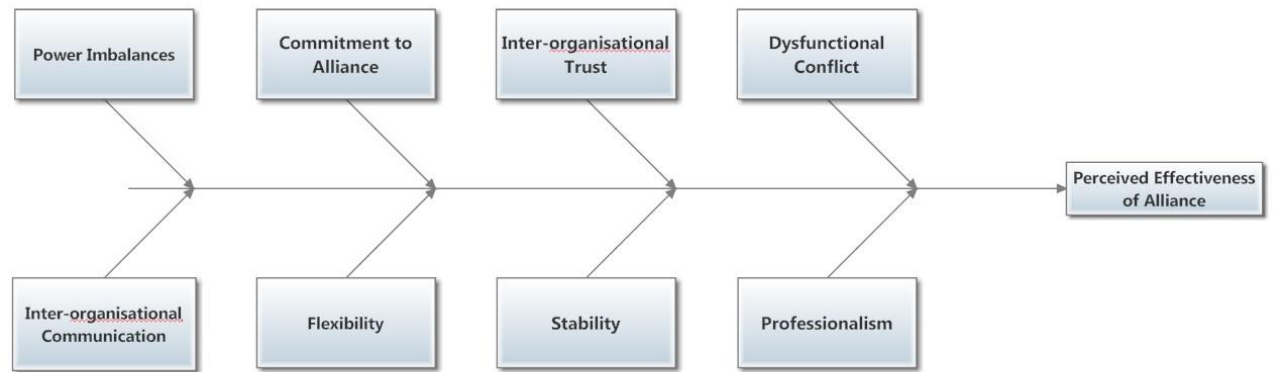 Power Imbalances
Commitment to
Alliance
Inter-organisational
Trust
Dysfunctional
Conflict
Perceived Effectiveness
of Alliance
Inter-organisational
Communication
Flexibility
Stability
Professionalism